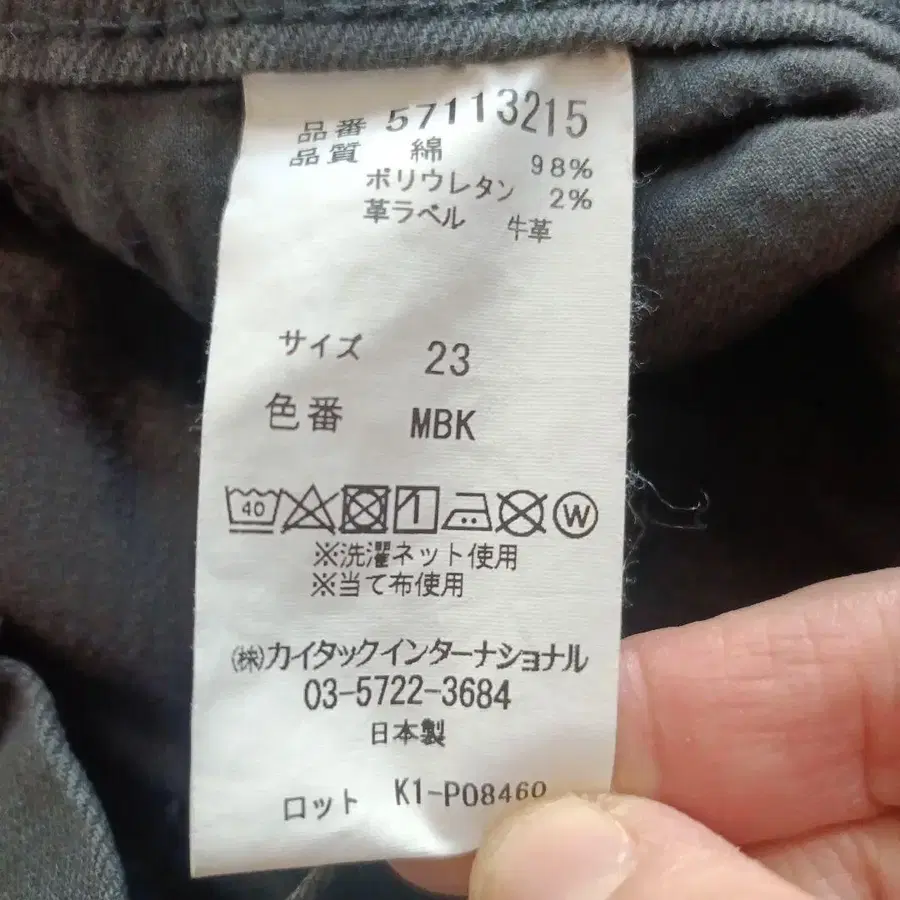 品番 57113215
品質 綿 98%
ポリウレタン 2%
革ラベル 牛革
サイズ 23
色番 MBK
40 W
※洗濯ネット使用
※当て布使用
(株)カイタックインターナショナル
03-5722-3684
日本製
ロット K1-P08460